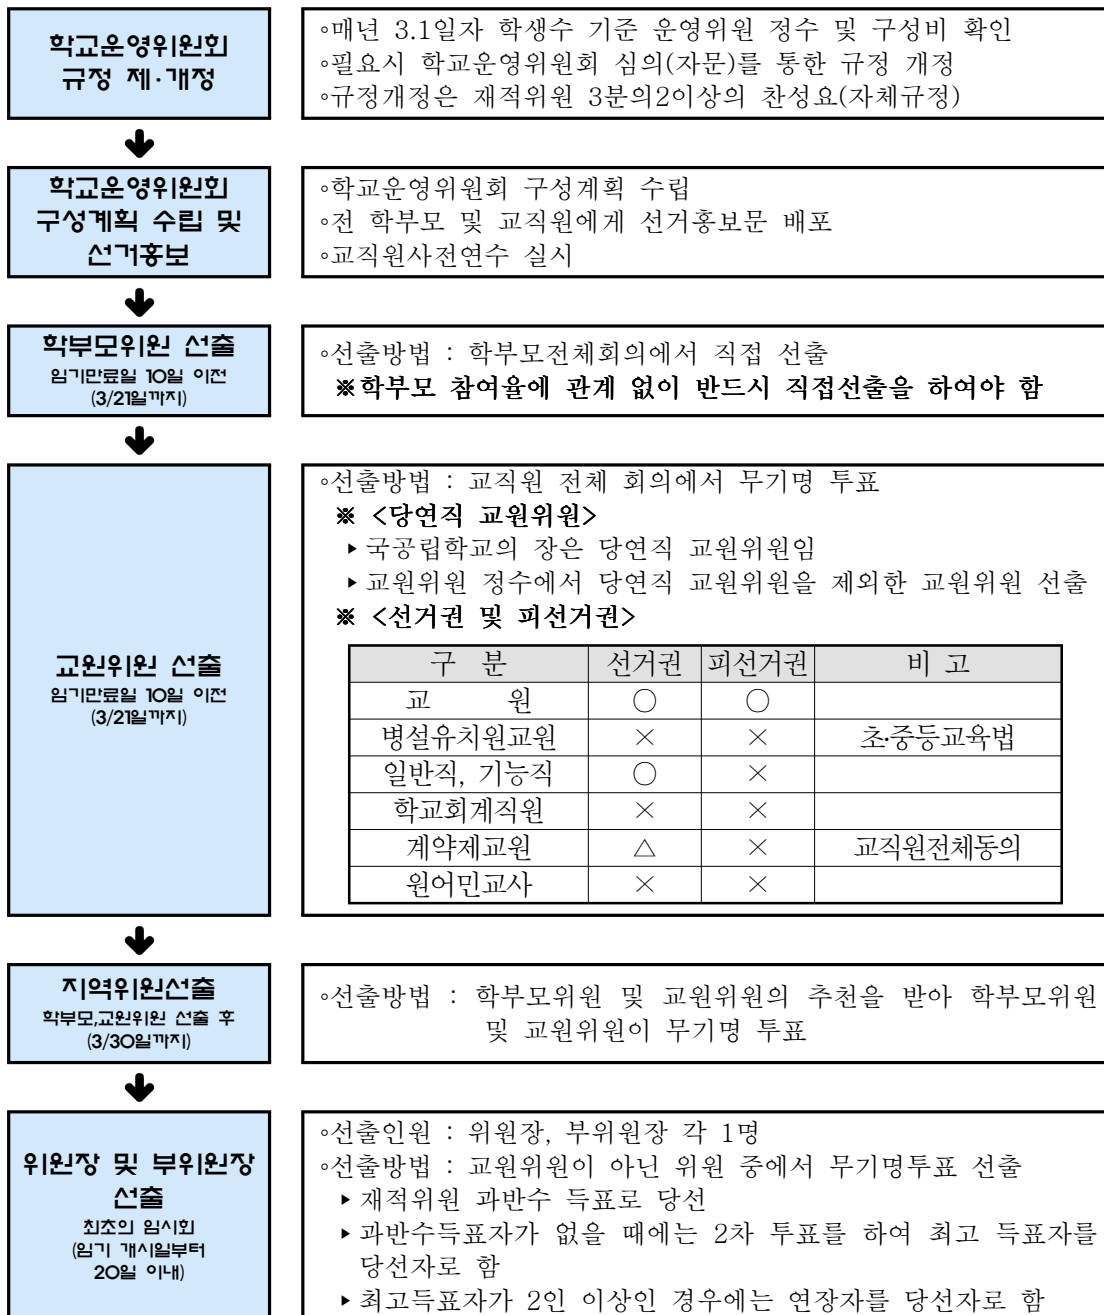 학교운영위원회
규정 제·개정
◦매년 3.1일자 학생수 기준 운영위원 정수 및 구성비 확인
◦필요시 학교운영위원회 심의(자문)를 통한 규정 개정
◦규정개정은 재적위원 3분의2이상의 찬성요(자체규정)
학교운영위원회
구성계획 수립 및
선거홍보
◦학교운영위원회 구성계획 수립
◦전 학부모 및 교직원에게 선거홍보문 배포
◦교직원사전연수 실시
학부모위원 선출
임기만료일 10일 이전
(3/21일까지)
◦선출방법 : 학부모전체회의에서 직접 선출
※학부모 참여율에 관계 없이 반드시 직접선출을 하여야 함
교원위원 선출
임기만료일 10일 이전
(3/21일까지)
◦선출방법 : 교직원 전체 회의에서 무기명 투표
※ <당연직 교원위원>
▸국공립학교의 장은 당연직 교원위원임
▸교원위원 정수에서 당연직 교원위원을 제외한 교원위원 선출
※ <선거권 및 피선거권>
구 분 선거권 피선거권 비 고
교 원 ○ ○
병설유치원교원 × × 초·중등교육법
일반직, 기능직 ○ ×
학교회계직원 × ×
계약제교원 △ × 교직원전체동의
원어민교사 × ×
지역위원선출
학부모,교원위원 선출 후
(3/30일까지)
◦선출방법 : 학부모위원 및 교원위원의 추천을 받아 학부모위원
및 교원위원이 무기명 투표
위원장 및 부위원장
선출
최초의 임시회
(임기 개시일부터
20일 이내)
◦선출인원 : 위원장, 부위원장 각 1명
◦선출방법 : 교원위원이 아닌 위원 중에서 무기명투표 선출
▸재적위원 과반수 득표로 당선
▸과반수득표자가 없을 때에는 2차 투표를 하여 최고 득표자를
당선자로 함
▸최고득표자가 2인 이상인 경우에는 연장자를 당선자로 함